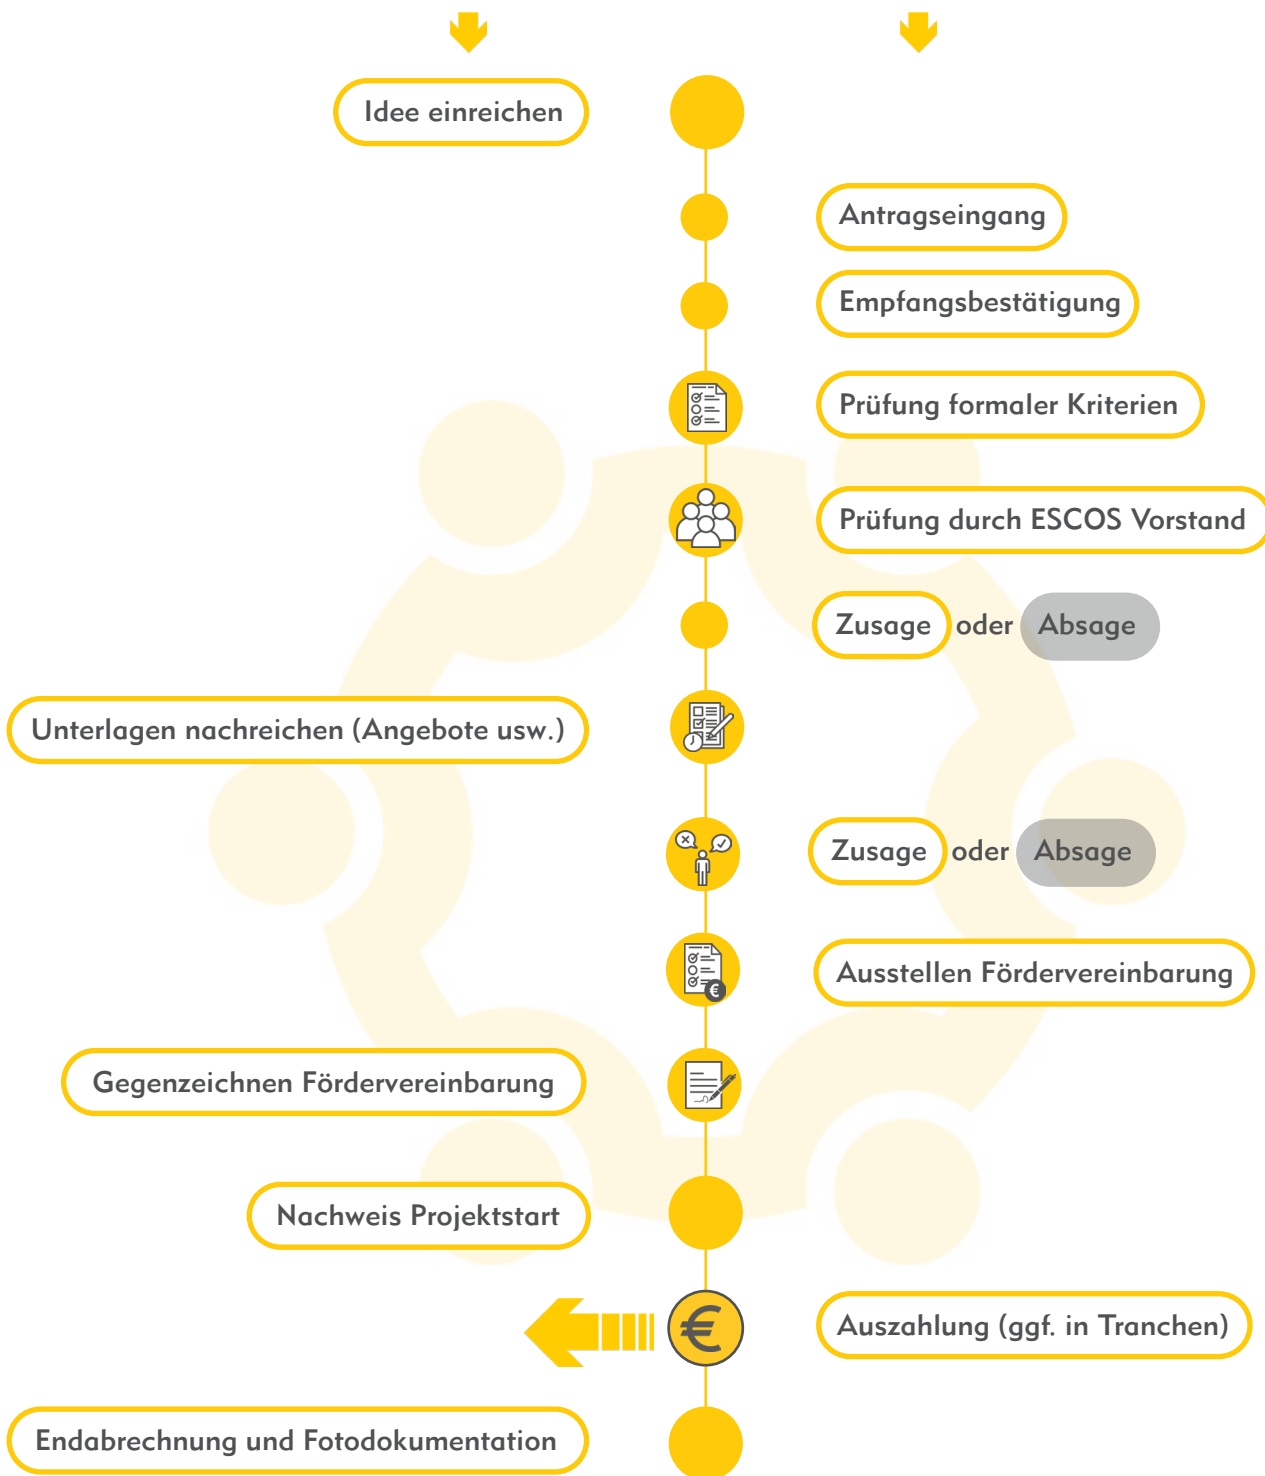 Idee einreichen
Antragseingang
Empfangsbestätigung
Prüfung formaler Kriterien
Prüfung durch ESCOS Vorstand
Zusage oder Absage
Unterlagen nachreichen (Angebote usw.)
Zusage oder Absage
Ausstellen Fördervereinbarung
Gegenzeichnen Fördervereinbarung
Nachweis Projektstart
€
Auszahlung (ggf. in Tranchen)
Endabrechnung und Fotodokumentation